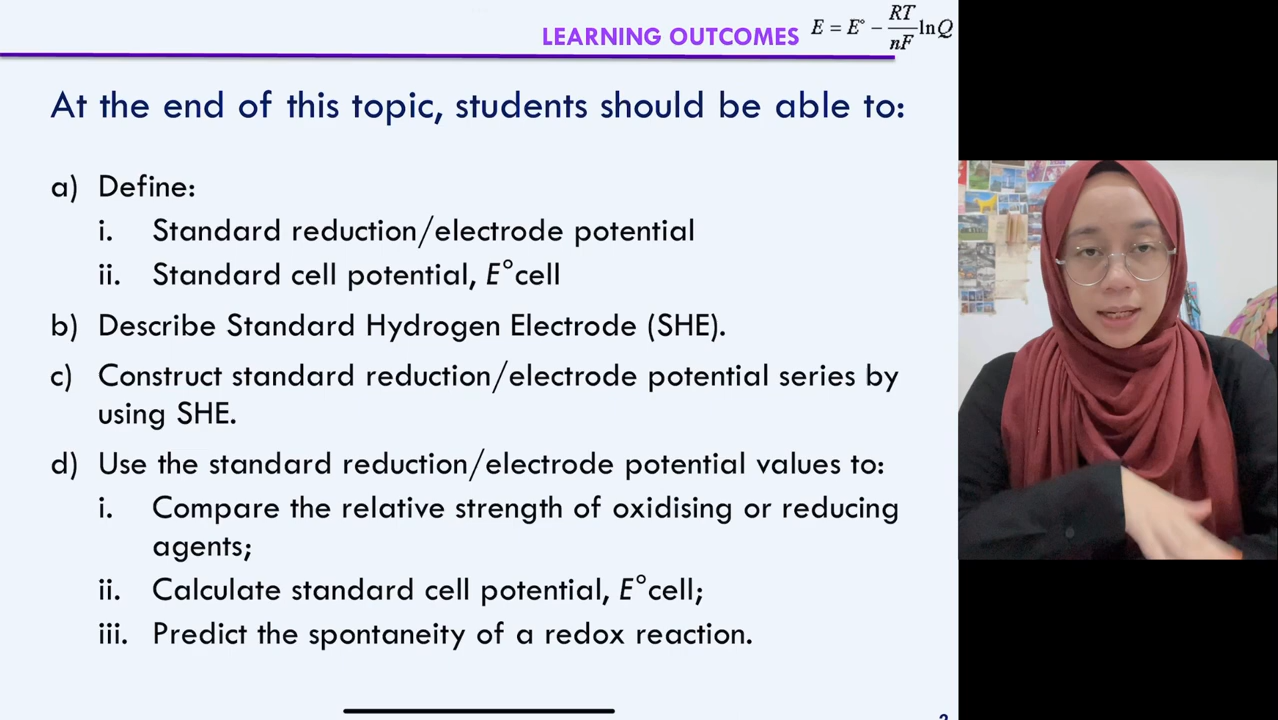 LEARNING OUTCOMES E = E° − RT/nF ln Q
At the end of this topic, students should be able to:
a) Define:
i. Standard reduction/electrode potential
ii. Standard cell potential, E°cell
b) Describe Standard Hydrogen Electrode (SHE).
c) Construct standard reduction/electrode potential series by
using SHE.
d) Use the standard reduction/electrode potential values to:
i. Compare the relative strength of oxidising or reducing
agents;
ii. Calculate standard cell potential, E°cell;
iii. Predict the spontaneity of a redox reaction.